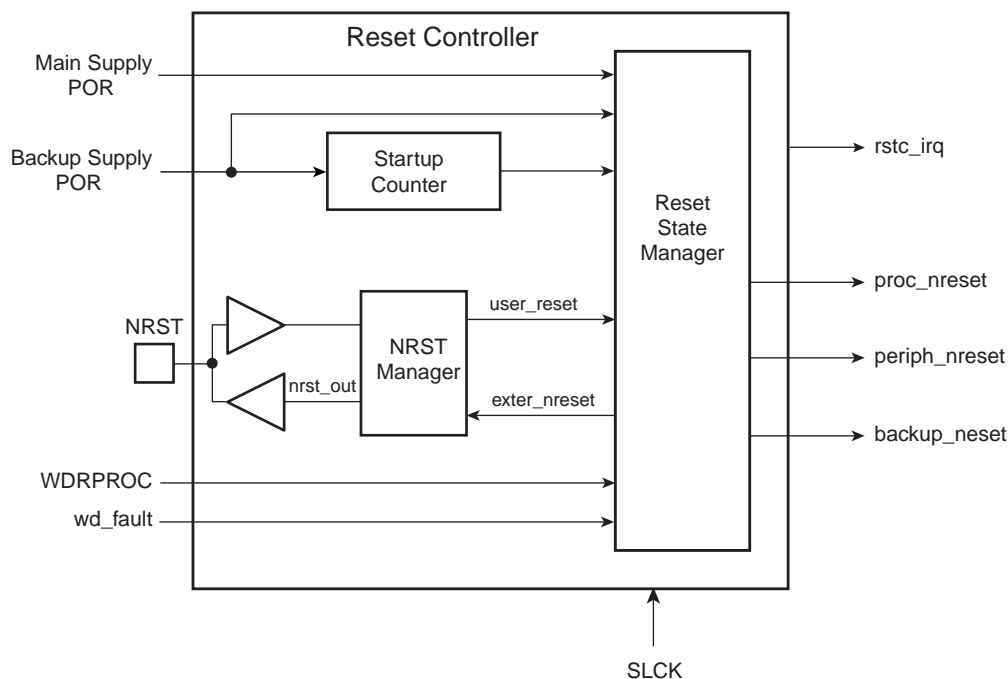 Reset Controller
Main Supply
POR
Backup Supply
POR
Startup
Counter
Reset
State
Manager
rstc_irq
proc_nreset
periph_nreset
backup_neset
NRST
user_reset
NRST
Manager
nrst_out
exter_nreset
WDRPROC
wd_fault
SLCK